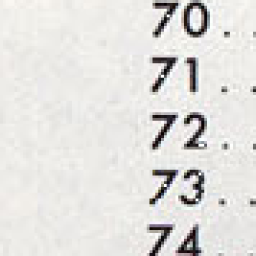 70 . .
71 . .
72 . .
73 . .
74 . .